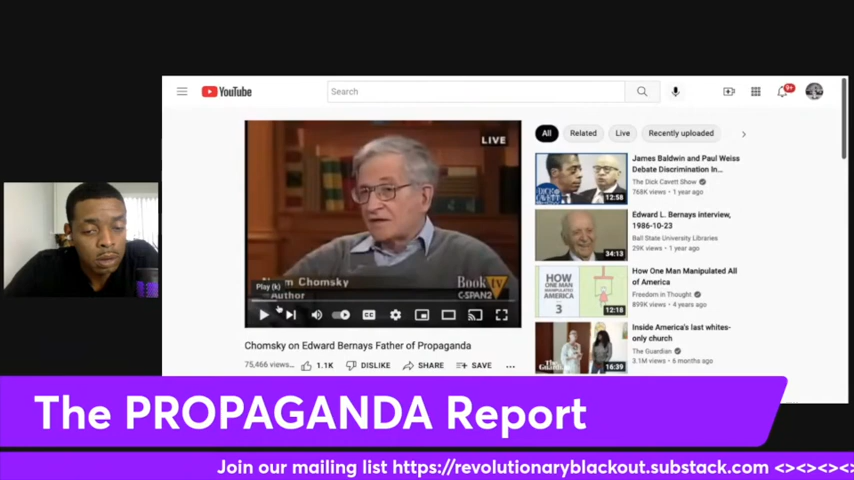 YouTube
Search
9+
LIVE
Play (k)
m Chomsky
Author
Book tv
C-SPAN2
Chomsky on Edward Bernays Father of Propaganda
75,466 views... 1.1K DISLIKE SHARE SAVE ...
All Related Live Recently uploaded
12:58
James Baldwin and Paul Weiss
Debate Discrimination In...
The Dick Cavett Show
768K views • 1 year ago
34:13
Edward L. Bernays interview,
1986-10-23
Ball State University Libraries
29K views • 1 year ago
HOW
ONE MAN
MANIPULATED
AMERICA
3
12:18
How One Man Manipulated All
of America
Freedom in Thought
899K views • 4 years ago
16:39
Inside America's last whites-
only church
The Guardian
3.1M views • 6 months ago
The PROPAGANDA Report
Join our mailing list https://revolutionaryblackout.substack.com <><><><